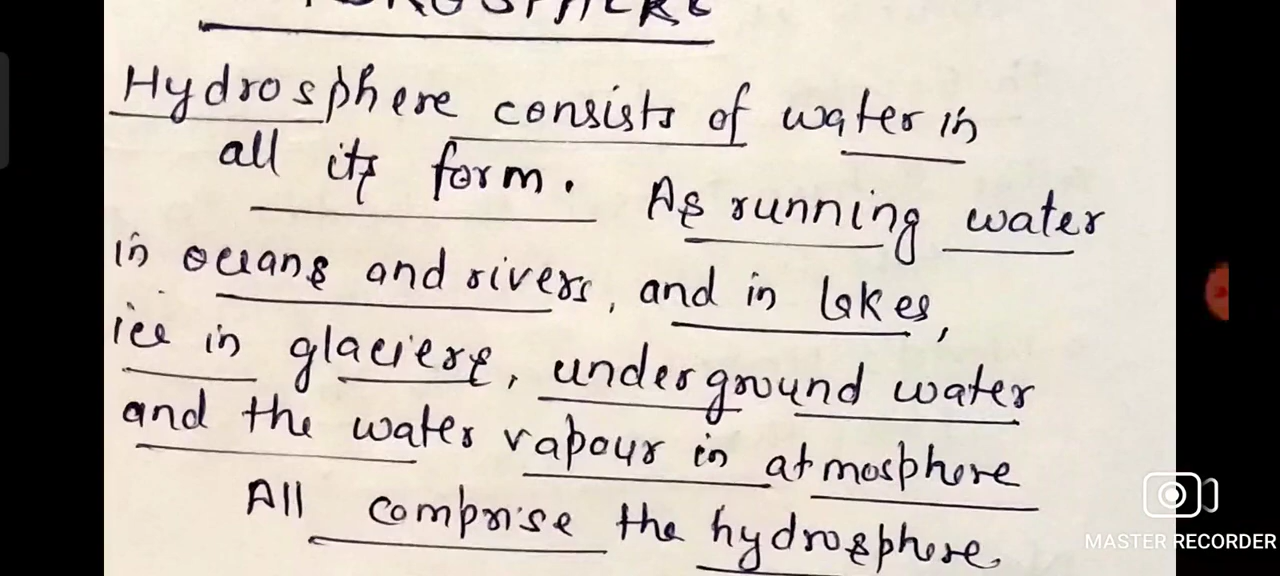 Hydrosphere consists of water in
all its form. As running water
in oceans and rivers, and in lakes,
ice in glaciers, underground water
and the water vapour in atmosphere
All comprise the hydrosphere.
MASTER RECORDER